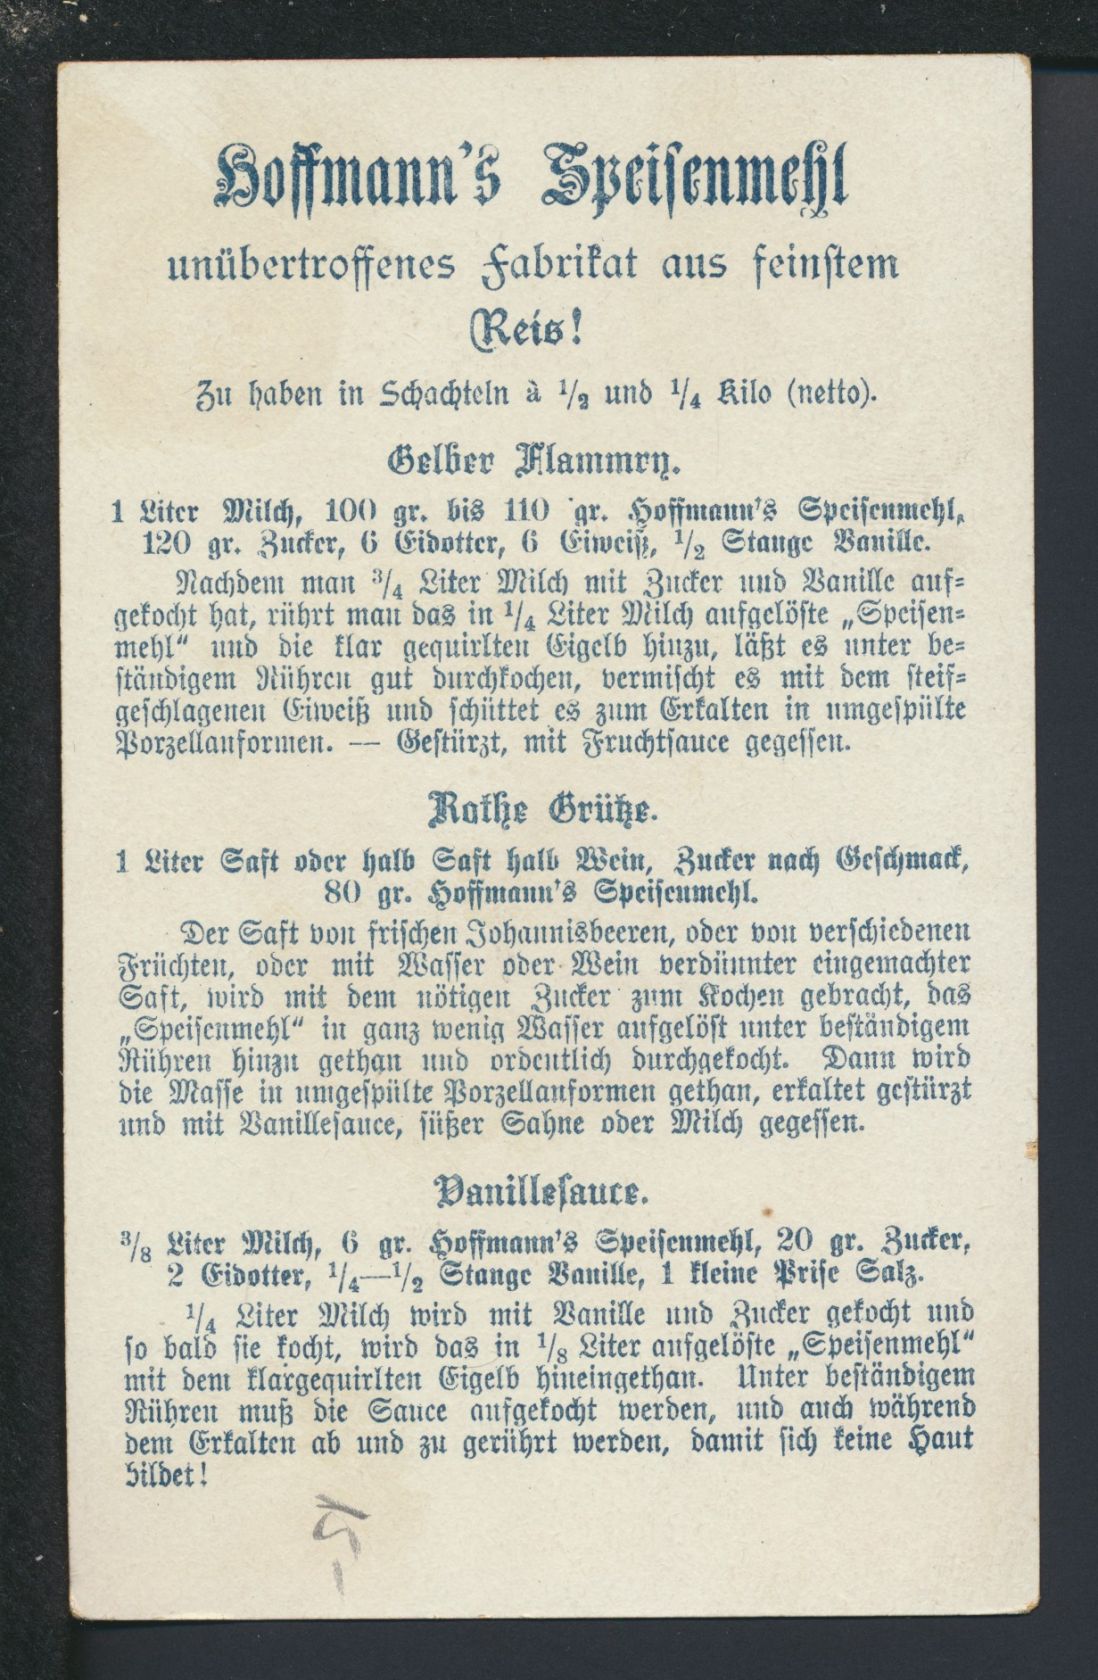 Hoffmann's Speisenmehl
unübertroffenes Fabrikat aus feinstem
Reis!
Zu haben in Schachteln à 1/2 und 1/4 Kilo (netto).
Gelber Flammry.
1 Liter Milch, 100 gr. bis 110 gr. Hoffmann's Speisenmehl,
120 gr. Zucker, 6 Eidotter, 6 Eiweiß, 1/2 Stange Vanille.
Nachdem man 3/4 Liter Milch mit Zucker und Vanille auf-
gekocht hat, rührt man das in 1/4 Liter Milch aufgelöste „Speisen-
mehl“ und die klar gequirlten Eigelb hinzu, läßt es unter be-
ständigem Rühren gut durchkochen, vermischt es mit dem steif-
geschlagenen Eiweiß und schüttet es zum Erkalten in umgespülte
Porzellanformen. — Gestürzt, mit Fruchtsauce gegessen.
Rothe Grütze.
1 Liter Saft oder halb Saft halb Wein, Zucker nach Geschmack,
80 gr. Hoffmann's Speisenmehl.
Der Saft von frischen Johannisbeeren, oder von verschiedenen
Früchten, oder mit Wasser oder Wein verdünnter eingemachter
Saft, wird mit dem nötigen Zucker zum Kochen gebracht, das
„Speisenmehl“ in ganz wenig Wasser aufgelöst unter beständigem
Rühren hinzu gethan und ordentlich durchgekocht. Dann wird
die Masse in umgespülte Porzellanformen gethan, erkaltet gestürzt
und mit Vanillesauce, süßer Sahne oder Milch gegessen.
Vanillesauce.
3/8 Liter Milch, 6 gr. Hoffmann's Speisenmehl, 20 gr. Zucker,
2 Eidotter, 1/4—1/2 Stange Vanille, 1 kleine Prise Salz.
1/4 Liter Milch wird mit Vanille und Zucker gekocht und
so bald sie kocht, wird das in 1/8 Liter aufgelöste „Speisenmehl“
mit dem klargequirlten Eigelb hineingethan. Unter beständigem
Rühren muß die Sauce aufgekocht werden, und auch während
dem Erkalten ab und zu gerührt werden, damit sich keine Haut
bildet!
15-